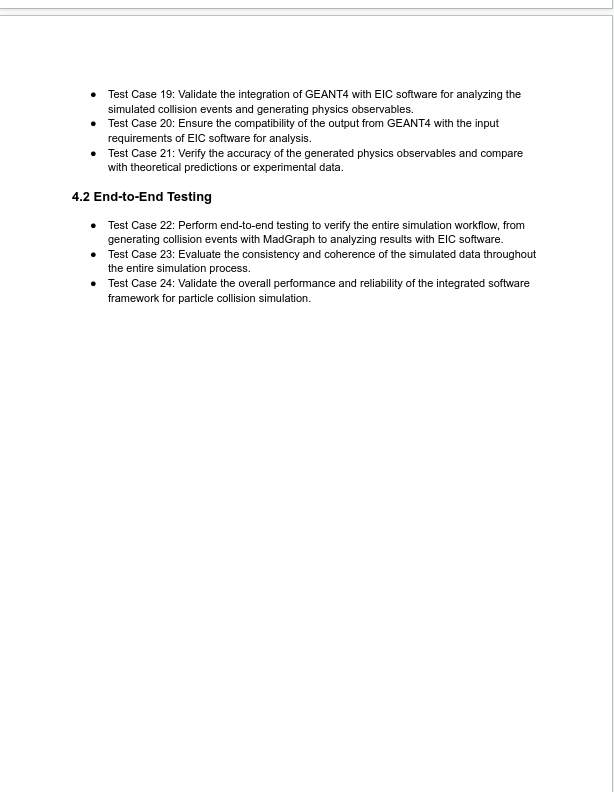 ● Test Case 19: Validate the integration of GEANT4 with EIC software for analyzing the
simulated collision events and generating physics observables.
● Test Case 20: Ensure the compatibility of the output from GEANT4 with the input
requirements of EIC software for analysis.
● Test Case 21: Verify the accuracy of the generated physics observables and compare
with theoretical predictions or experimental data.
4.2 End-to-End Testing
● Test Case 22: Perform end-to-end testing to verify the entire simulation workflow, from
generating collision events with MadGraph to analyzing results with EIC software.
● Test Case 23: Evaluate the consistency and coherence of the simulated data throughout
the entire simulation process.
● Test Case 24: Validate the overall performance and reliability of the integrated software
framework for particle collision simulation.